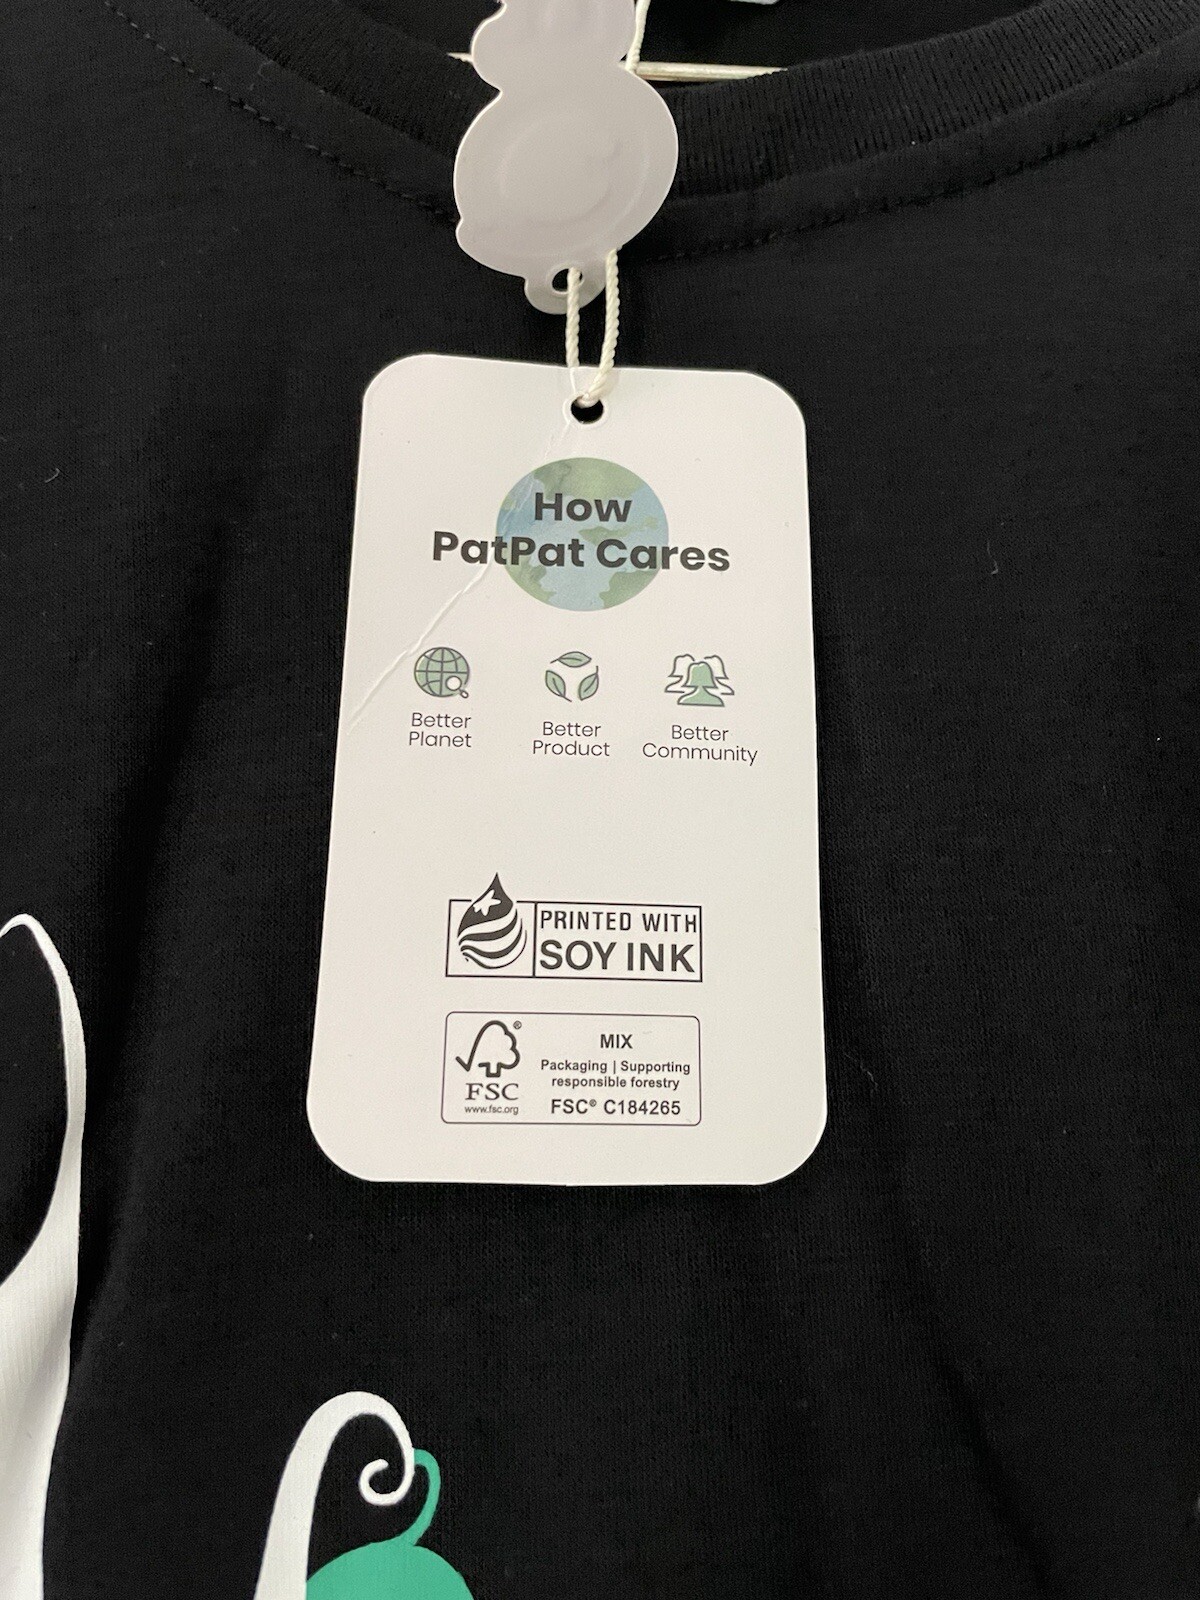 How
PatPat Cares
Better
Planet
Better
Product
Better
Community
PRINTED WITH
SOY INK
®
FSC
www.fsc.org
MIX
Packaging | Supporting
responsible forestry
FSC® C184265